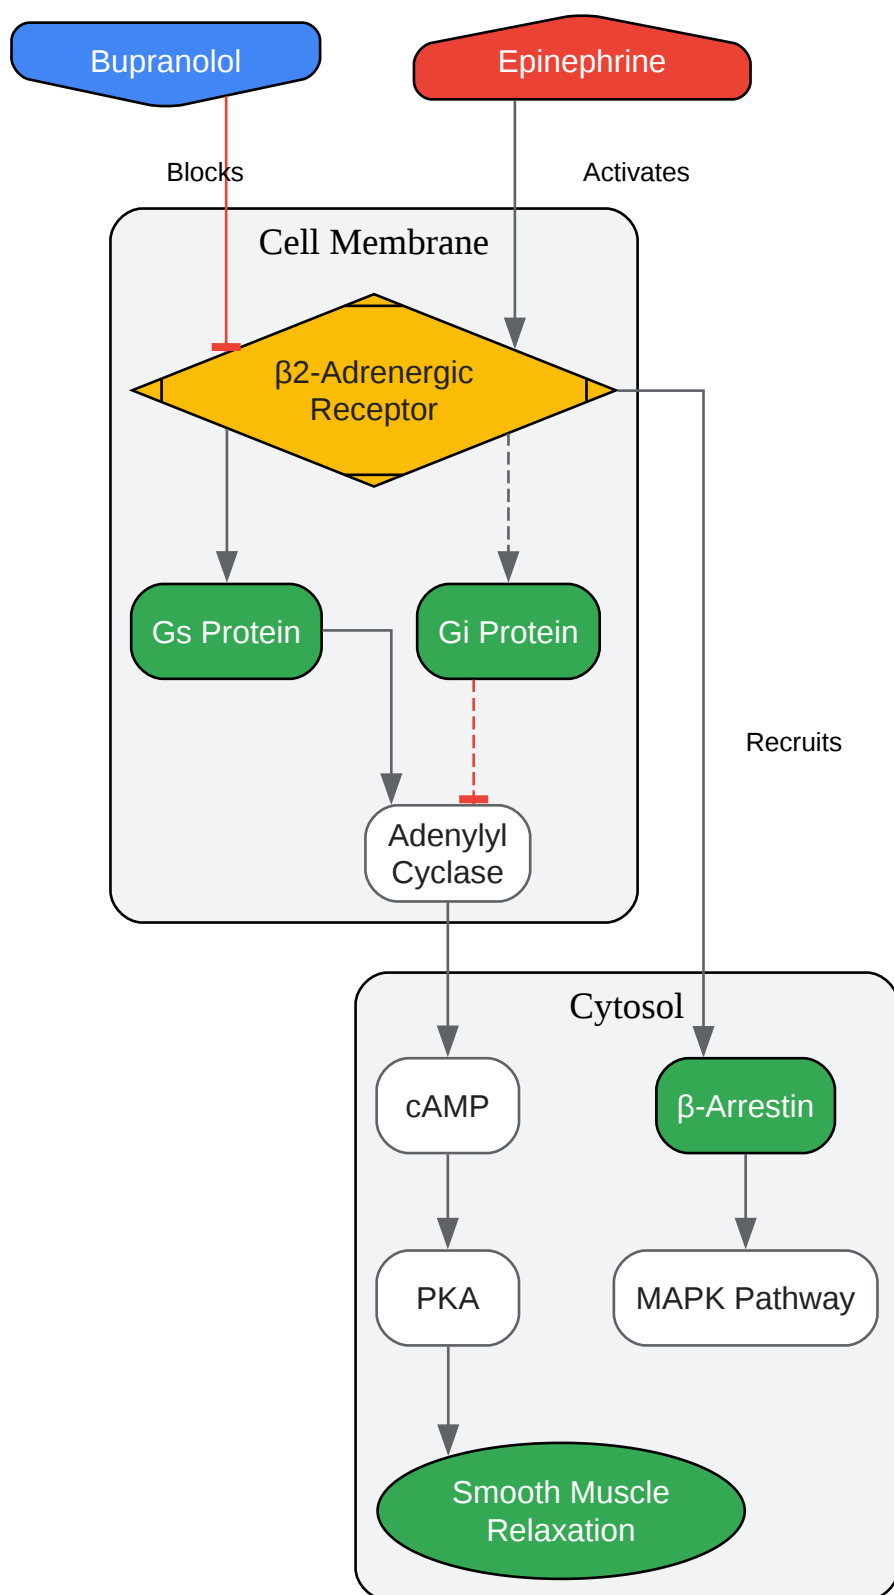 Bupranolol
Epinephrine
Blocks
Activates
Cell Membrane
β2-Adrenergic
Receptor
Gs Protein
Gi Protein
Recruits
Adenylyl
Cyclase
Cytosol
cAMP
β-Arrestin
PKA
MAPK Pathway
Smooth Muscle
Relaxation